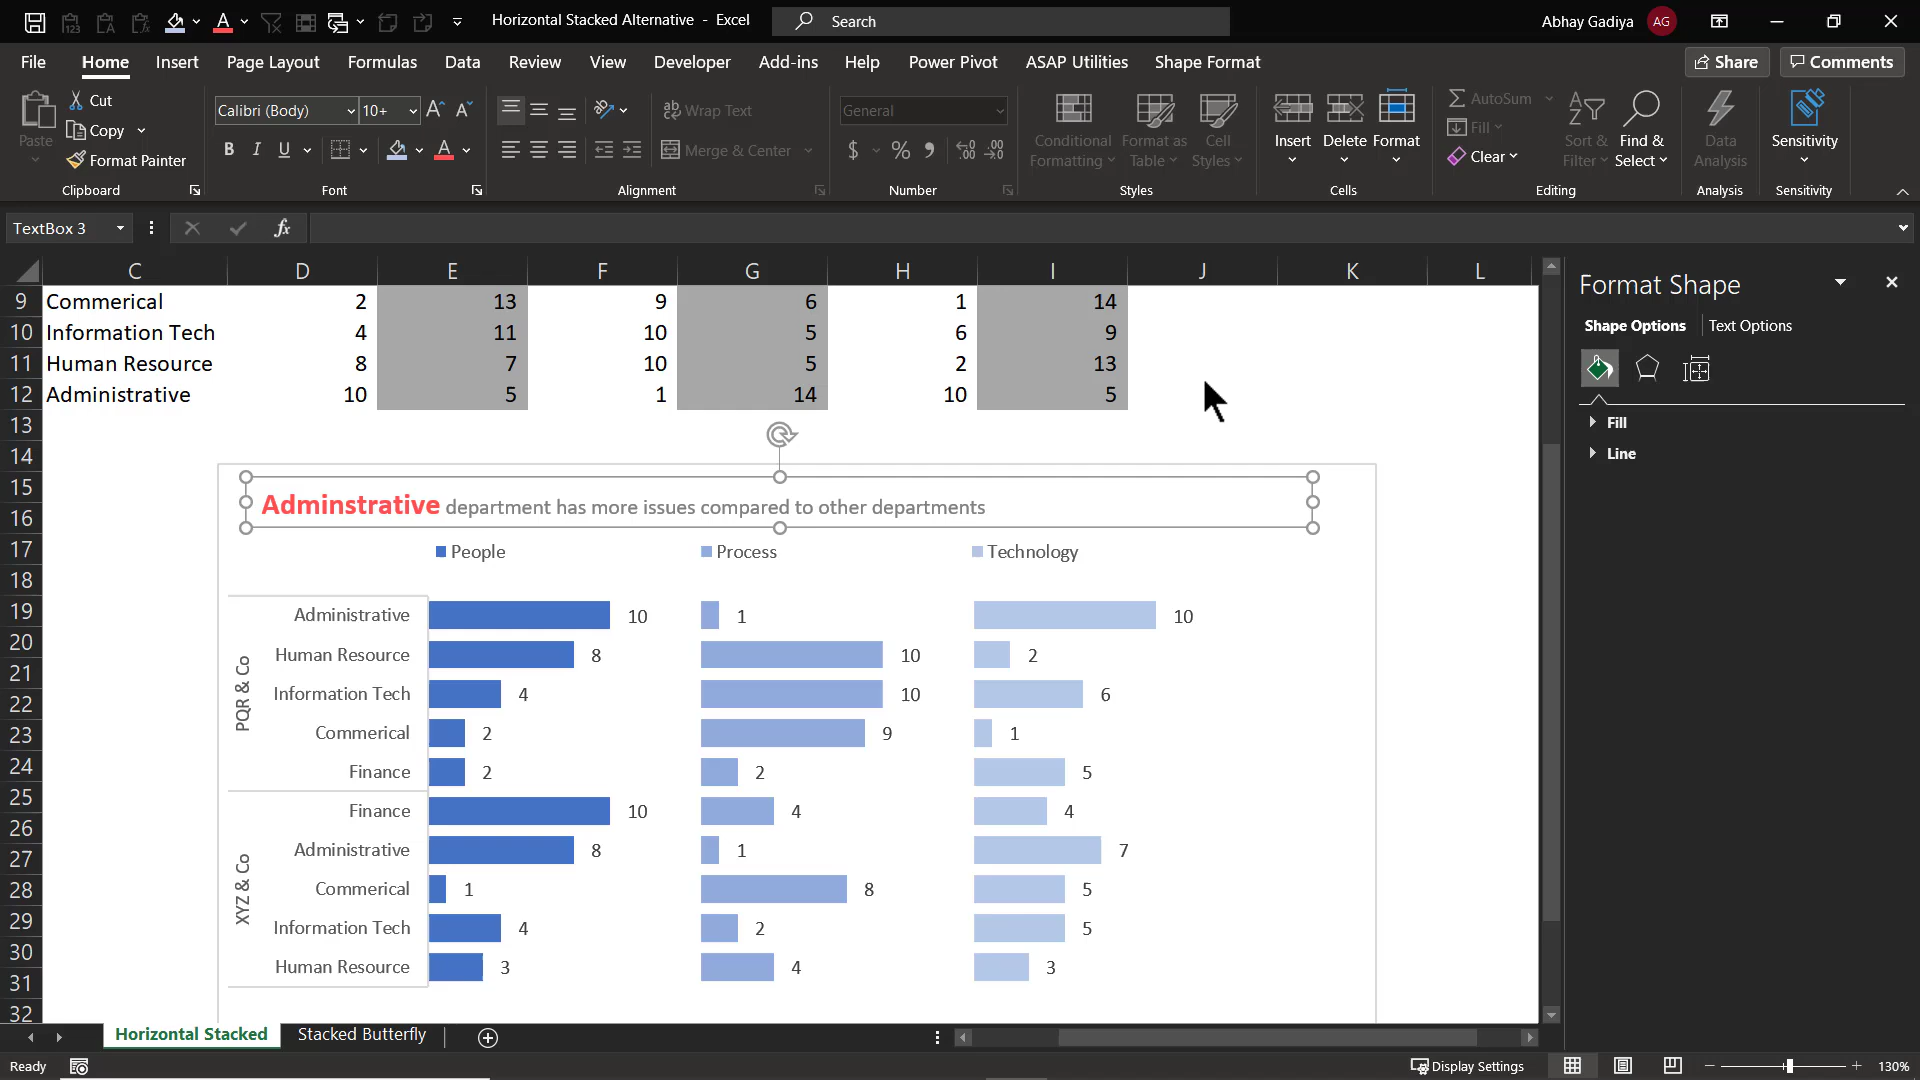 Horizontal Stacked Alternative - Excel
Search
Abhay Gadiya AG
File Home Insert Page Layout Formulas Data Review View Developer Add-ins Help Power Pivot ASAP Utilities Shape Format Share Comments
Paste
Cut
Copy
Format Painter
Clipboard
Calibri (Body) 10+
B I U
Font
Wrap Text
Merge & Center
Alignment
General
$ % 9
Number
Conditional Formatting
Format as Table
Cell Styles
Styles
Insert
Delete
Format
Cells
AutoSum
Fill
Clear
Sort & Filter
Find & Select
Editing
Data Analysis
Analysis
Sensitivity
Sensitivity
TextBox 3
fx
C D E F G H I J K L
9 Commerical 2 13 9 6 1 14
10 Information Tech 4 11 10 5 6 9
11 Human Resource 8 7 10 5 2 13
12 Administrative 10 5 1 14 10 5
13
14
15
16
17
18
19
20
21
22
23
24
25
26
27
28
29
30
31
32
Adminstrative department has more issues compared to other departments
People Process Technology
PQR & Co
Administrative 10 1 10
Human Resource 8 10 2
Information Tech 4 10 6
Commerical 2 9 1
Finance 2 2 5
XYZ & Co
Finance 10 4 4
Administrative 8 1 7
Commerical 1 8 5
Information Tech 4 2 5
Human Resource 3 4 3
Format Shape
Shape Options Text Options
Fill
Line
Horizontal Stacked Stacked Butterfly
Ready
Display Settings
130%